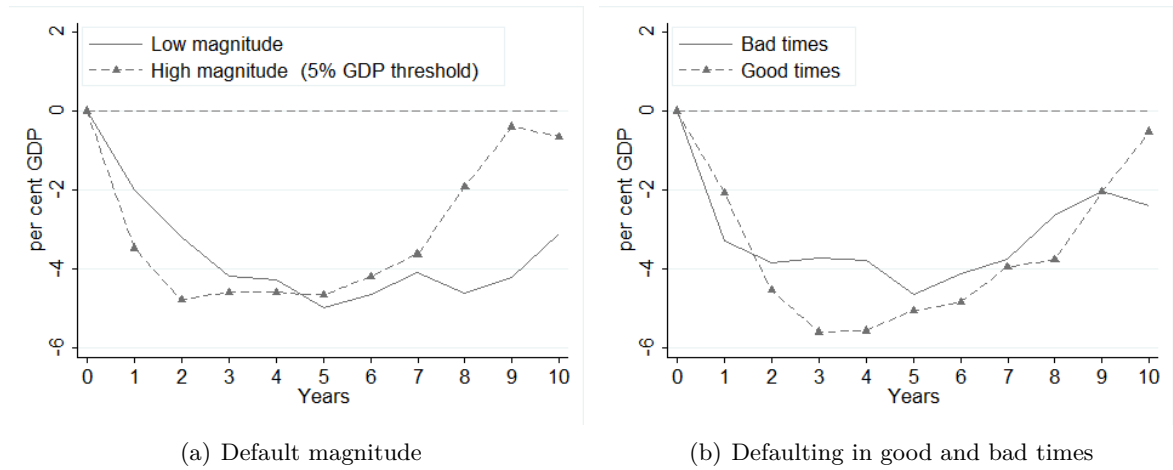 2
0
-2
-4
-6
per cent GDP
Low magnitude
High magnitude (5% GDP threshold)
0 1 2 3 4 5 6 7 8 9 10
Years
(a) Default magnitude
2
0
-2
-4
-6
per cent GDP
Bad times
Good times
0 1 2 3 4 5 6 7 8 9 10
Years
(b) Defaulting in good and bad times